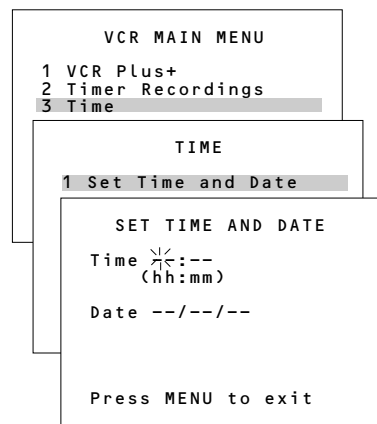 VCR MAIN MENU
1 VCR Plus+
2 Timer Recordings
3 Time
TIME
1 Set Time and Date
SET TIME AND DATE
Time --:--
(hh:mm)
Date --/--/--
Press MENU to exit